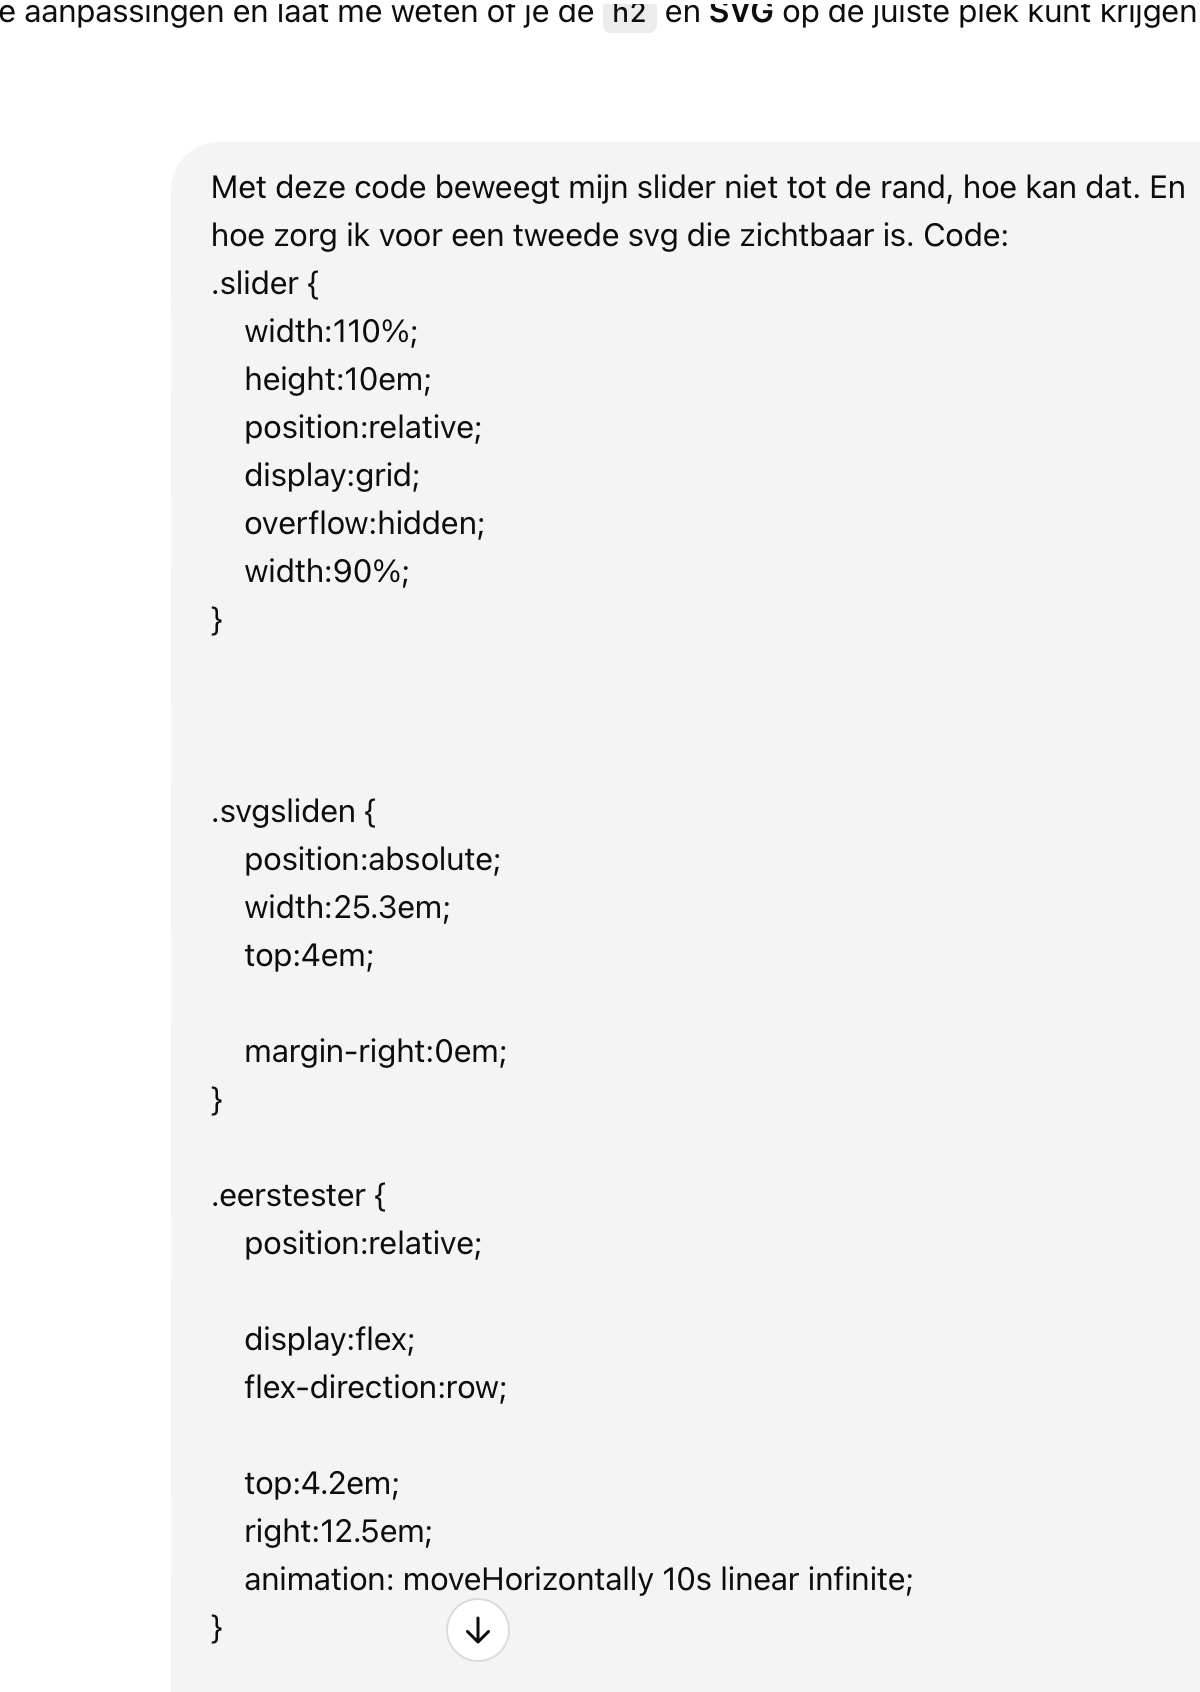 e aanpassingen en laat me weten of je de h2 en SVG op de juiste plek kunt krijgen
Met deze code beweegt mijn slider niet tot de rand, hoe kan dat. En
hoe zorg ik voor een tweede svg die zichtbaar is. Code:
.slider {
width:110%;
height:10em;
position:relative;
display:grid;
overflow:hidden;
width:90%;
}
.svgsliden {
position:absolute;
width:25.3em;
top:4em;
margin-right:0em;
}
.eerstester {
position:relative;
display:flex;
flex-direction:row;
top:4.2em;
right:12.5em;
animation: moveHorizontally 10s linear infinite;
}